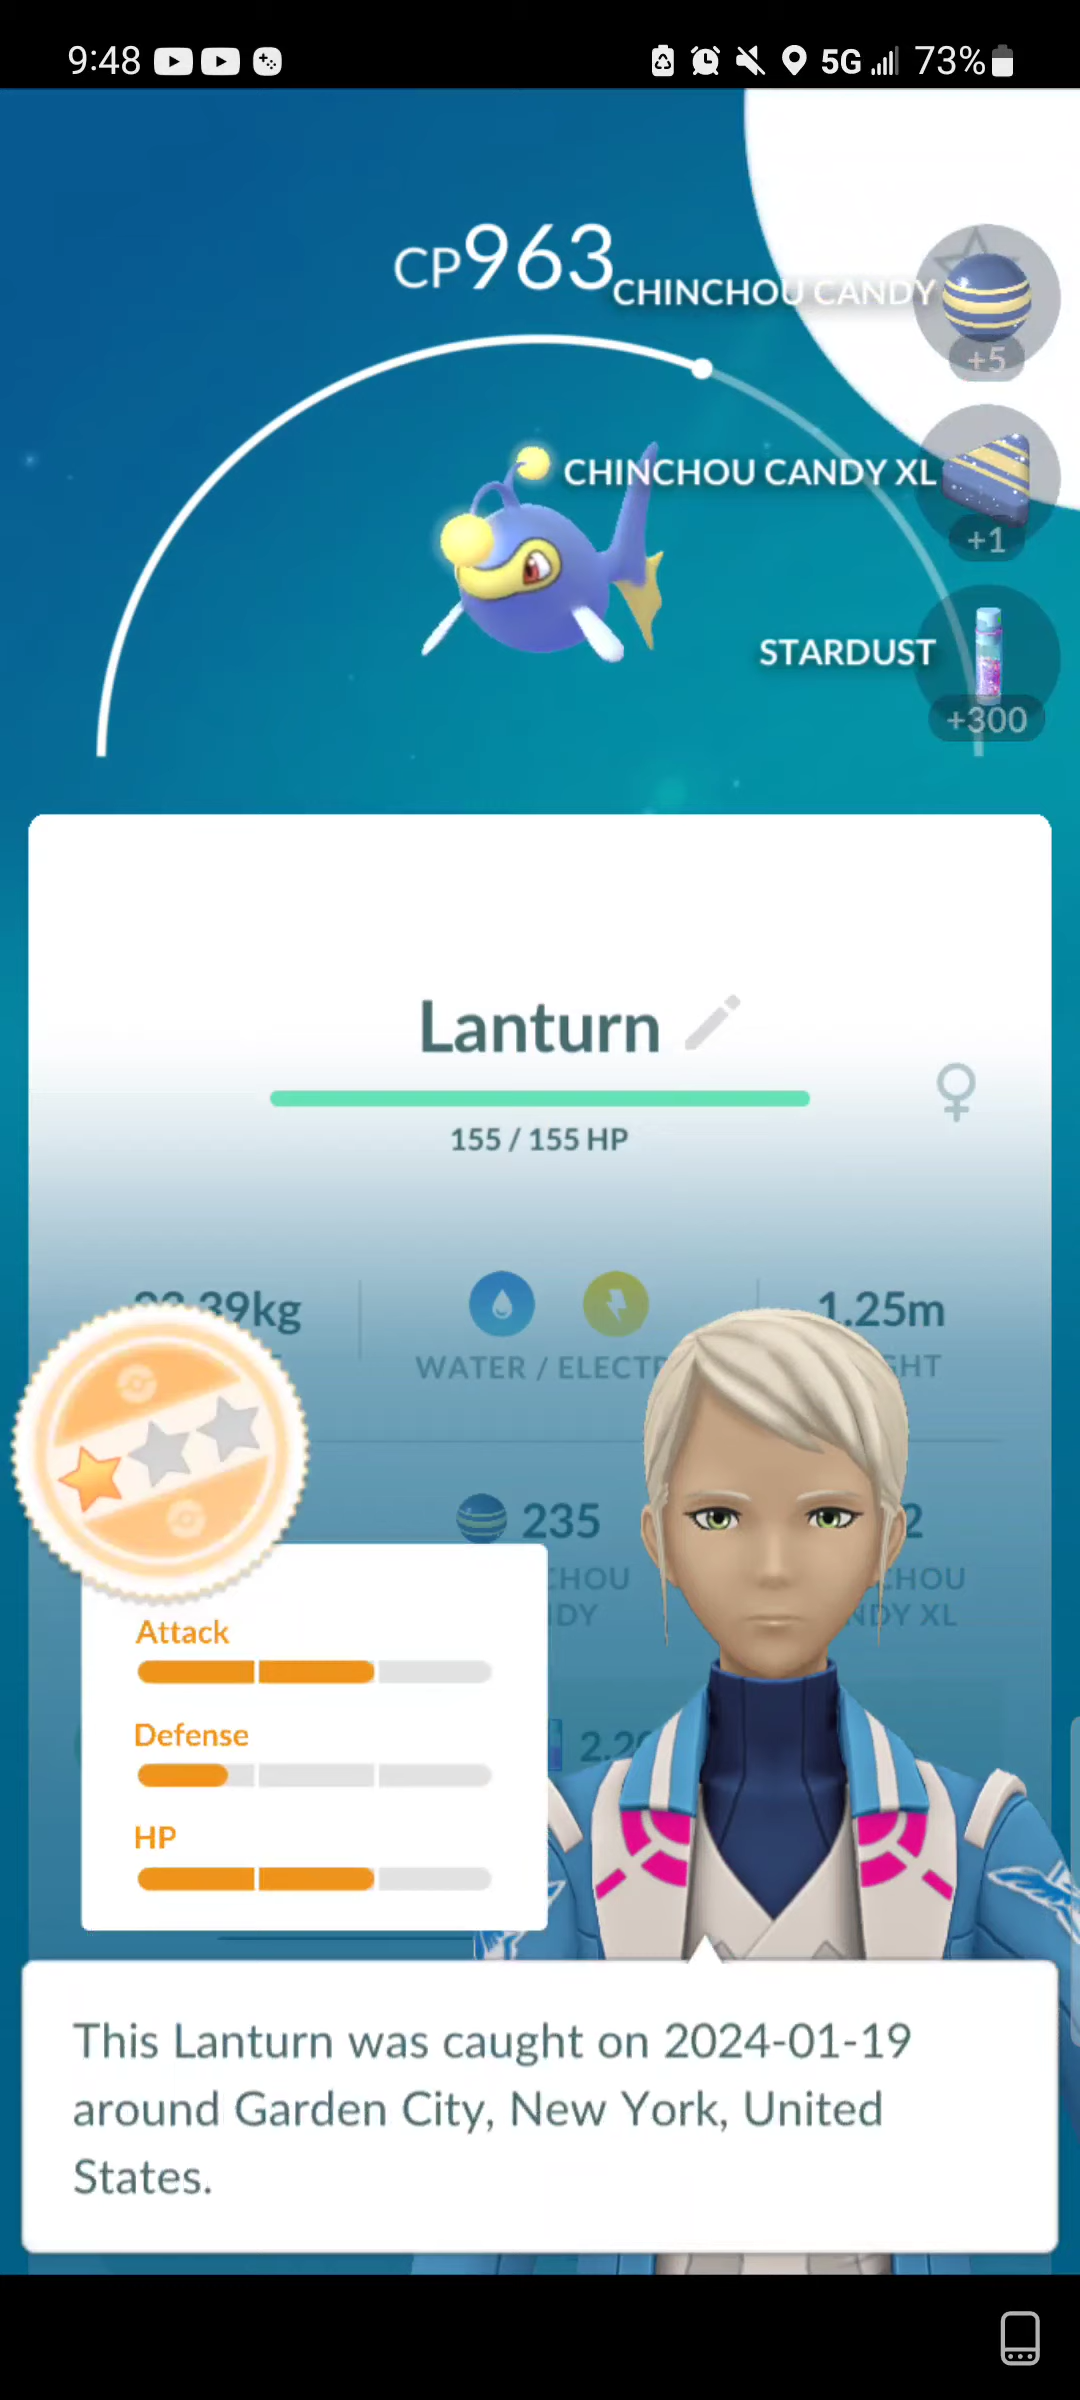 9:48
5G 73%
CP963
CHINCHOU CANDY
+5
CHINCHOU CANDY XL
+1
STARDUST
+300
Lanturn
155 / 155 HP
39kg
1.25m
WATER /
235
Attack
Defense
HP
This Lanturn was caught on 2024-01-19
around Garden City, New York, United
States.